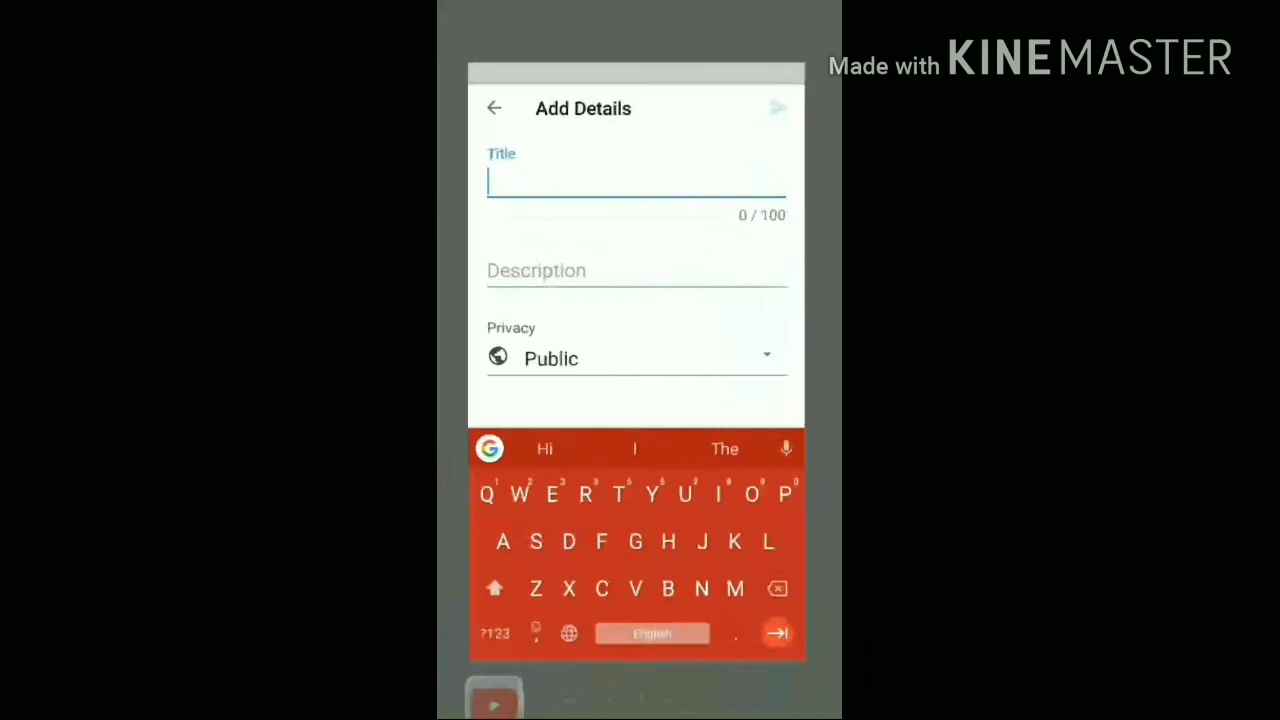 Made with KINEMASTER
Add Details
Title
0 / 100
Description
Privacy
Public
Hi I The
Q W E R T Y U I O P
A S D F G H J K L
Z X C V B N M
?123 English .